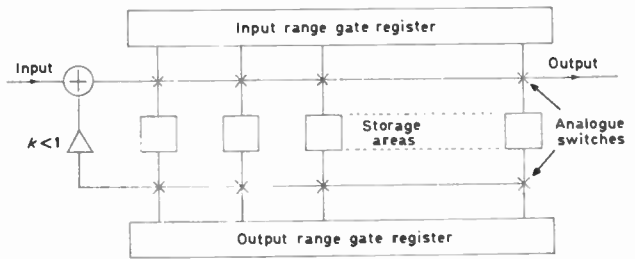 Input range gate register
Input
Output
k<1
Storage
areas
Analogue
switches
Output range gate register